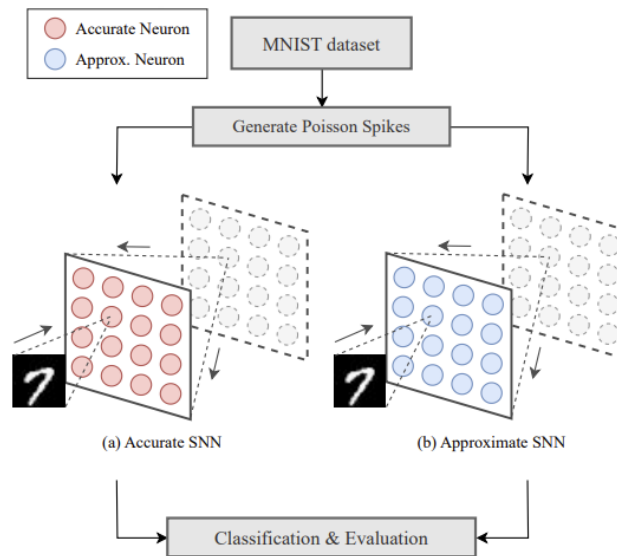 Accurate Neuron
Approx. Neuron
MNIST dataset
Generate Poisson Spikes
(a) Accurate SNN
(b) Approximate SNN
Classification & Evaluation